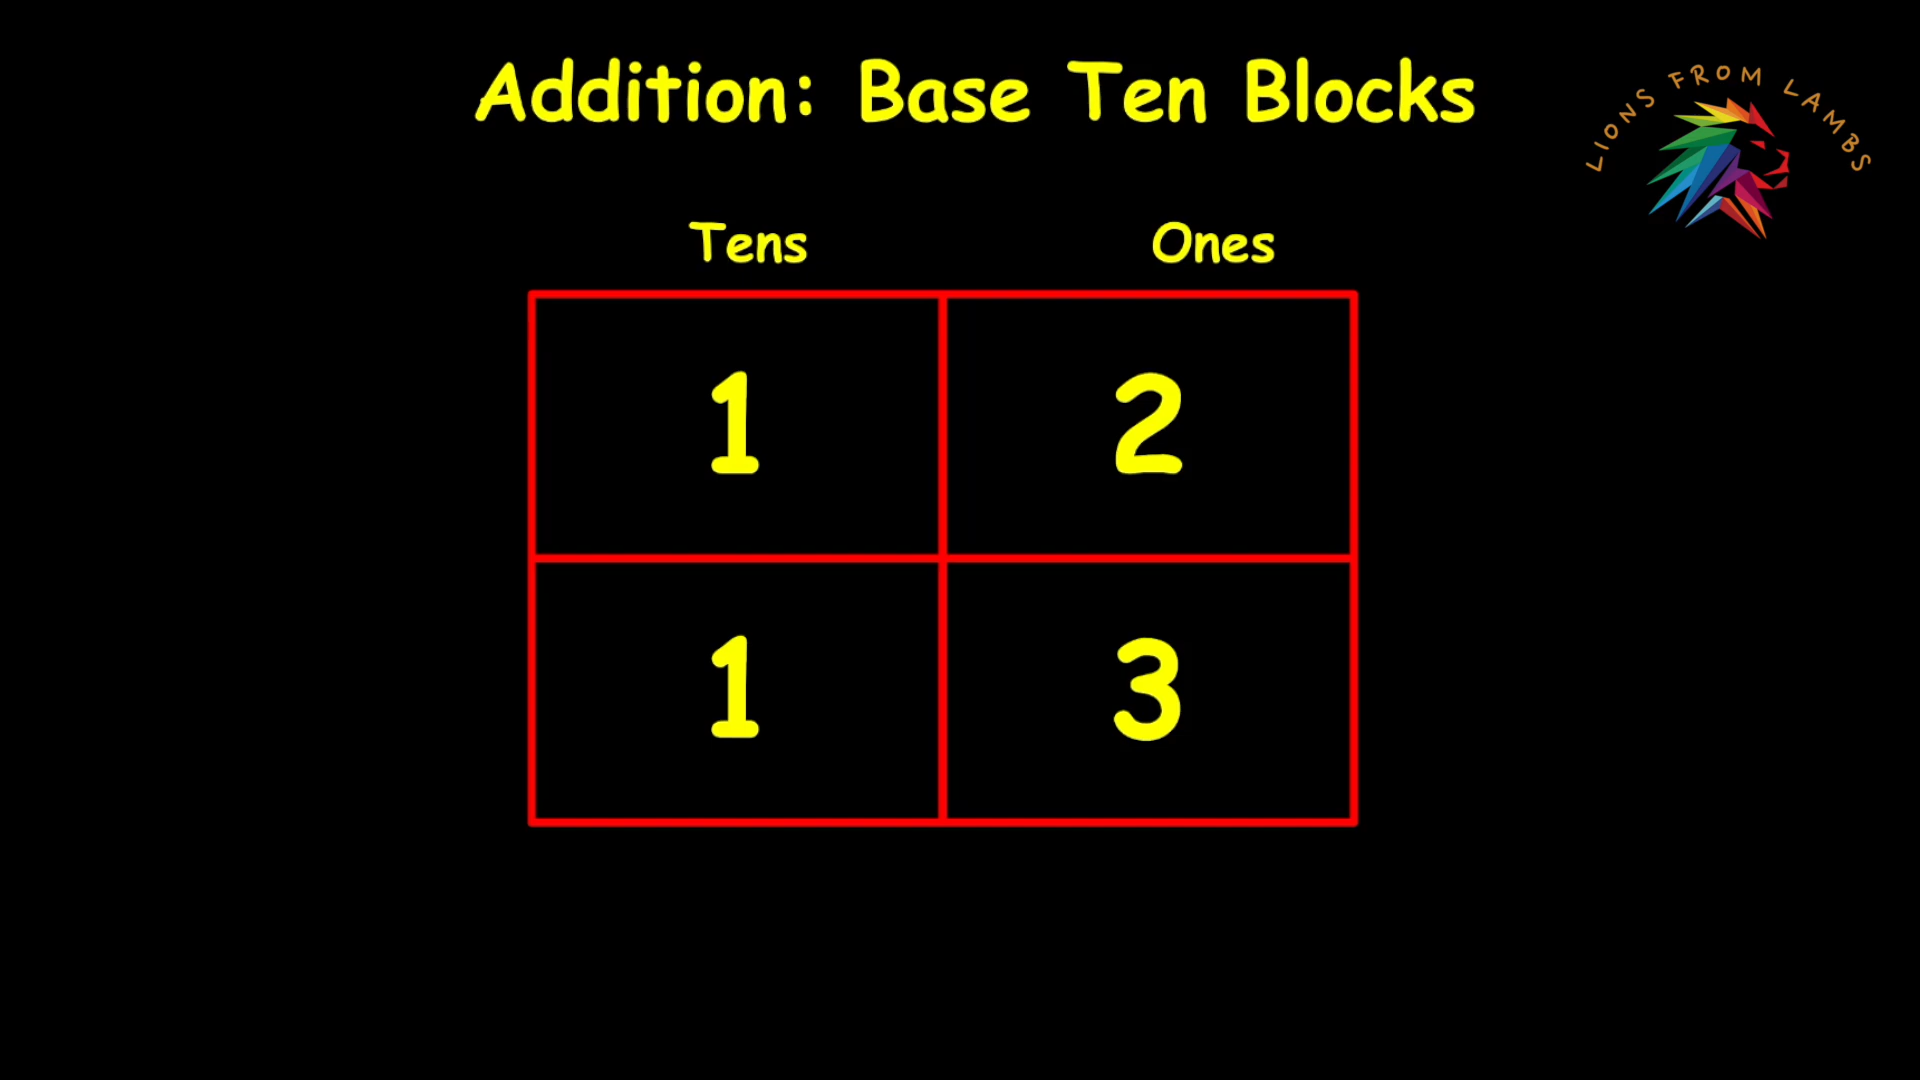 Addition: Base Ten Blocks
LIONS FROM LAMBS
Tens Ones
1 2
1 3